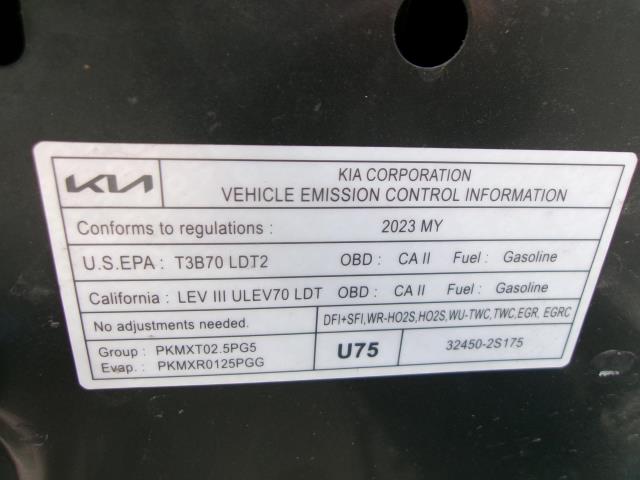 KIA
KIA CORPORATION
VEHICLE EMISSION CONTROL INFORMATION
Conforms to regulations : 2023 MY
U.S.EPA : T3B70 LDT2 OBD : CA II Fuel : Gasoline
California : LEV III ULEV70 LDT OBD : CA II Fuel : Gasoline
No adjustments needed. DFI+SFI,WR-HO2S,HO2S,WU-TWC,TWC,EGR, EGRC
Group : PKMXT02.5PG5
Evap. : PKMXR0125PGG
U75
32450-2S175